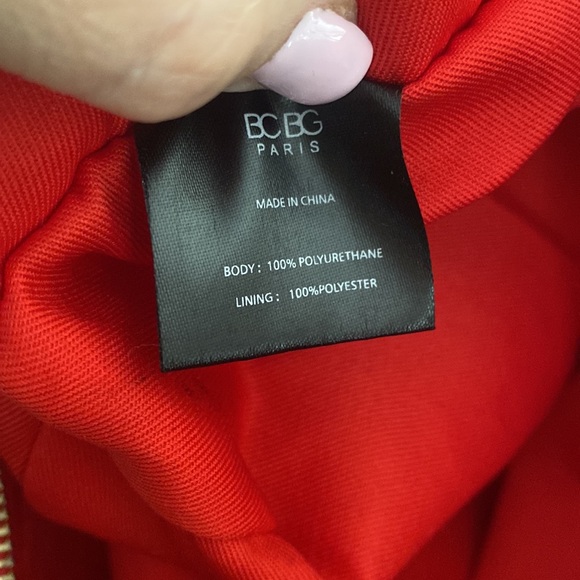 BCBG
PARIS
MADE IN CHINA
BODY: 100% POLYURETHANE
LINING: 100%POLYESTER